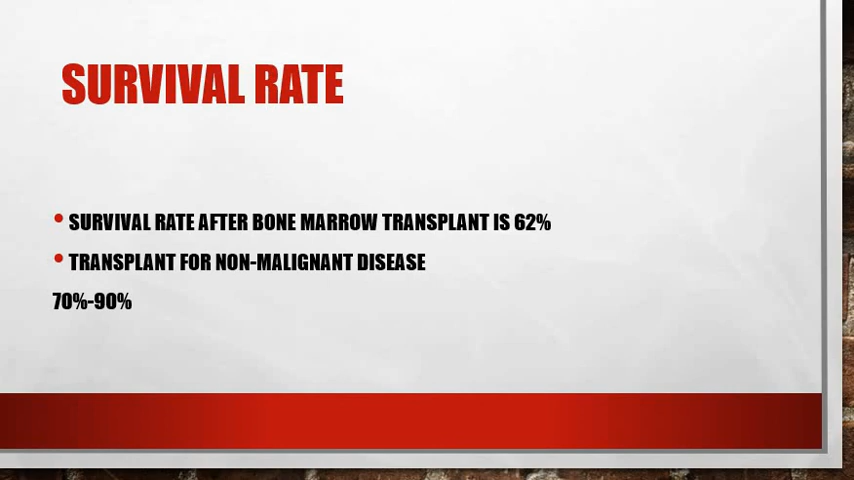 SURVIVAL RATE
• SURVIVAL RATE AFTER BONE MARROW TRANSPLANT IS 62%
• TRANSPLANT FOR NON-MALIGNANT DISEASE
70%-90%